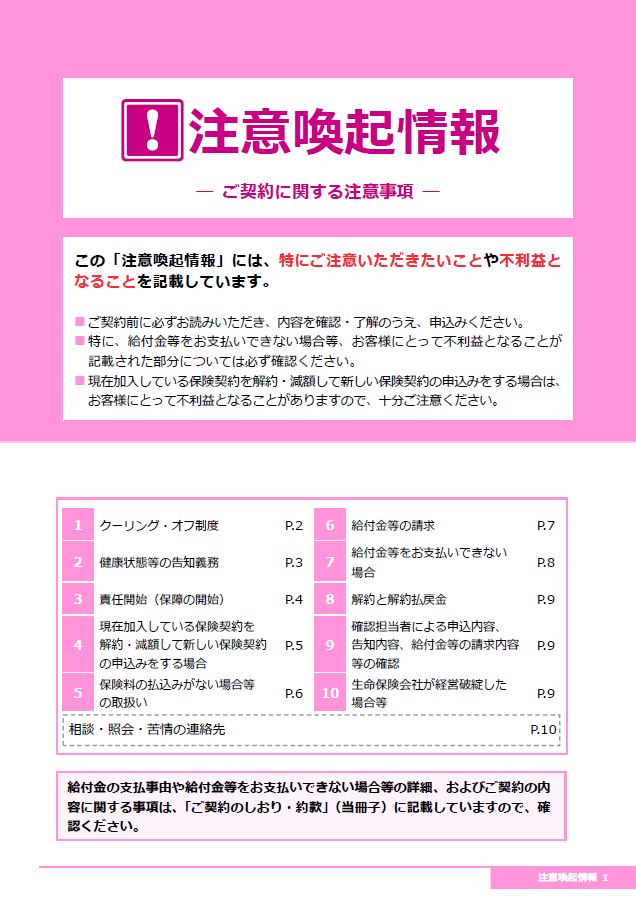 注意喚起情報
― ご契約に関する注意事項 ―
この「注意喚起情報」には、特にご注意いただきたいことや不利益と
なることを記載しています。
■ご契約前に必ずお読みいただき、内容を確認・了解のうえ、申込みください。
■特に、給付金等をお支払いできない場合等、お客様にとって不利益となることが
記載された部分については必ず確認ください。
■現在加入している保険契約を解約・減額して新しい保険契約の申込みをする場合は、
お客様にとって不利益となることがありますので、十分ご注意ください。
1 クーリング・オフ制度 P.2
2 健康状態等の告知義務 P.3
3 責任開始（保障の開始） P.4
4 現在加入している保険契約を
解約・減額して新しい保険契約
の申込みをする場合 P.5
5 保険料の払込みがない場合等
の取扱い P.6
6 給付金等の請求 P.7
7 給付金等をお支払いできない
場合 P.8
8 解約と解約払戻金 P.9
9 確認担当者による申込内容、
告知内容、給付金等の請求内容
等の確認 P.9
10 生命保険会社が経営破綻した
場合等 P.9
相談・照会・苦情の連絡先 P.10
給付金の支払事由や給付金等をお支払いできない場合等の詳細、およびご契約の内
容に関する事項は、「ご契約のしおり・約款」（当冊子）に記載していますので、確
認ください。
注意喚起情報 1